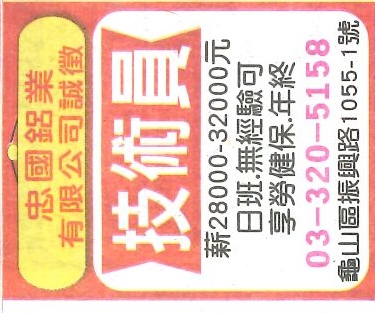 忠國鋁業
有限公司誠徵
技術員
薪28000-32000元
日班.無經驗可
享勞健保.年終
03-320-5158
龜山區振興路1055-1號